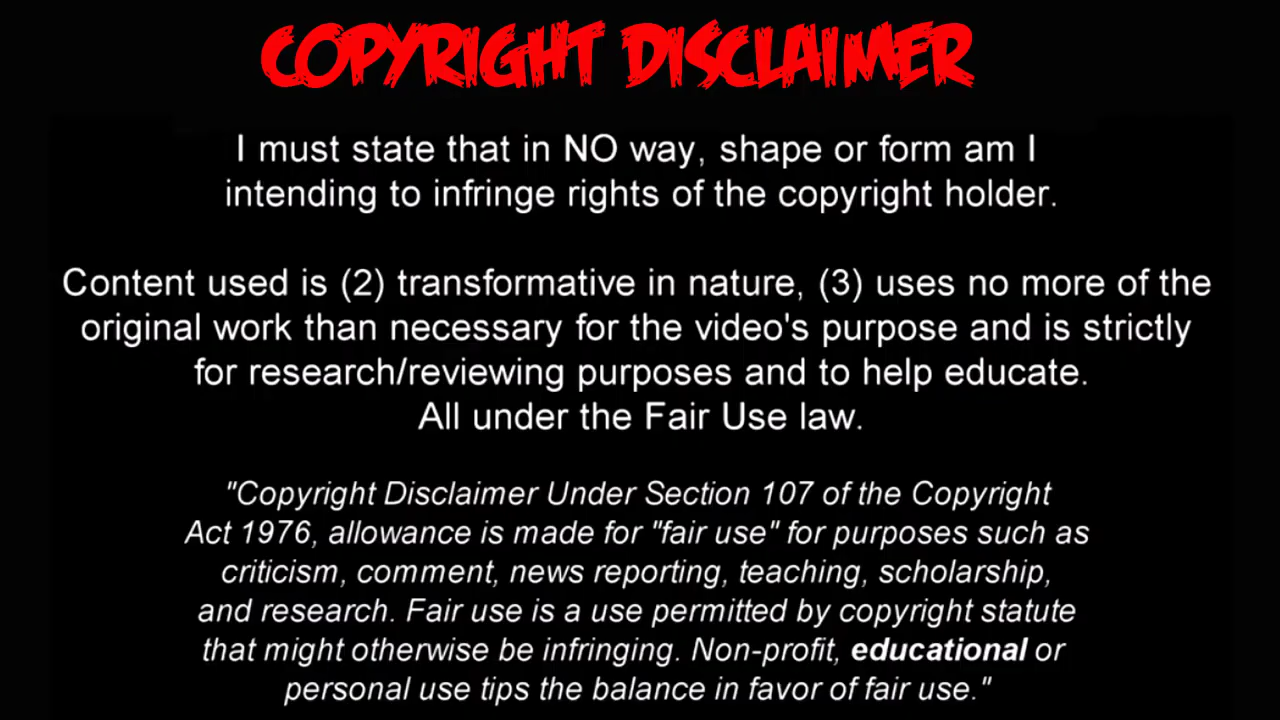 COPYRIGHT DISCLAIMER
I must state that in NO way, shape or form am I
intending to infringe rights of the copyright holder.
Content used is (2) transformative in nature, (3) uses no more of the
original work than necessary for the video's purpose and is strictly
for research/reviewing purposes and to help educate.
All under the Fair Use law.
"Copyright Disclaimer Under Section 107 of the Copyright
Act 1976, allowance is made for "fair use" for purposes such as
criticism, comment, news reporting, teaching, scholarship,
and research. Fair use is a use permitted by copyright statute
that might otherwise be infringing. Non-profit, educational or
personal use tips the balance in favor of fair use."